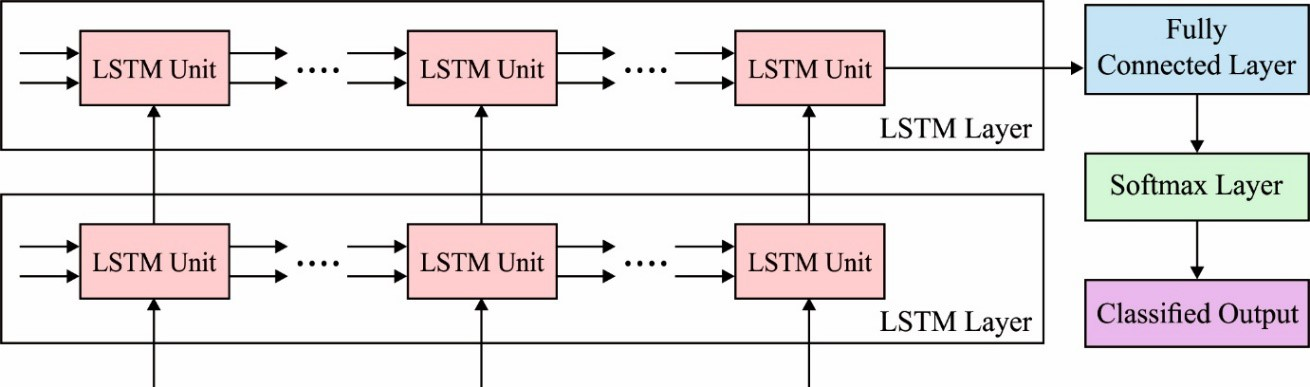 LSTM Unit
LSTM Unit
LSTM Unit
LSTM Layer
Fully
Connected Layer
Softmax Layer
LSTM Unit
LSTM Unit
LSTM Unit
LSTM Layer
Classified Output